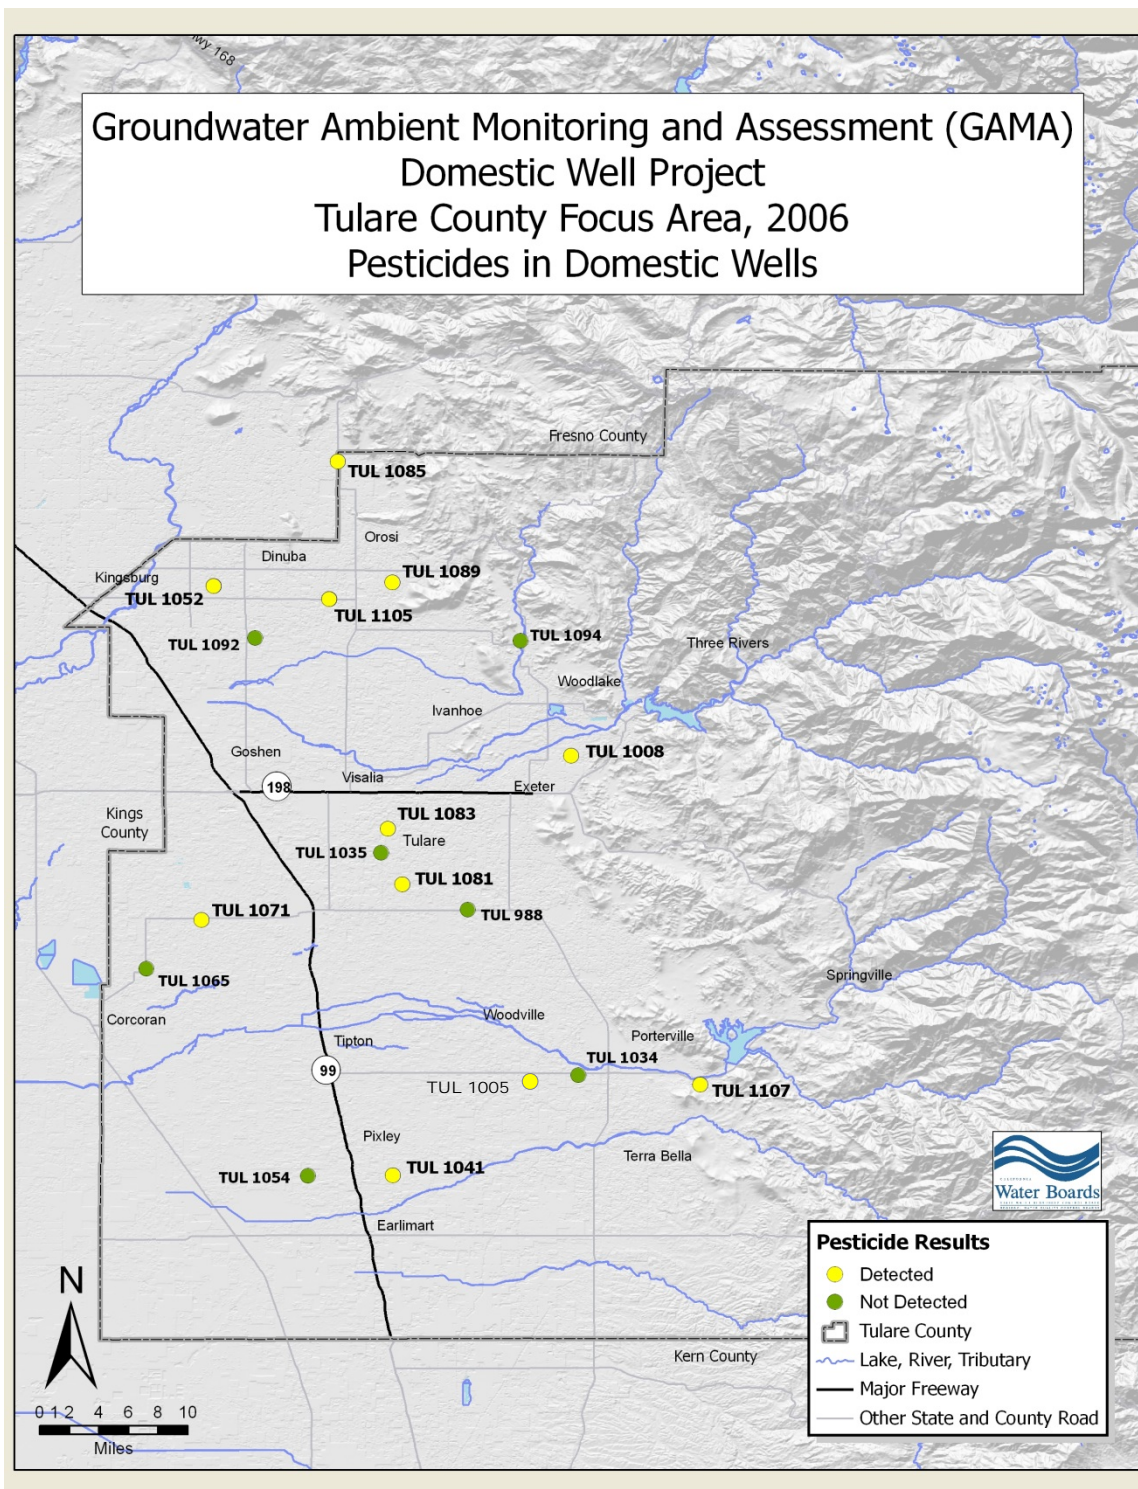 Hwy 168
Groundwater Ambient Monitoring and Assessment (GAMA)
Domestic Well Project
Tulare County Focus Area, 2006
Pesticides in Domestic Wells
Fresno County
TUL 1085
Orosi
Dinuba
Kingsburg
TUL 1089
TUL 1052
TUL 1105
TUL 1092
TUL 1094
Three Rivers
Woodlake
Ivanhoe
Goshen
TUL 1008
Visalia
Exeter
198
Kings
County
TUL 1083
Tulare
TUL 1035
TUL 1081
TUL 1071
TUL 988
TUL 1065
Springville
Corcoran
Woodville
Tipton
Porterville
TUL 1034
99
TUL 1005
TUL 1107
Pixley
Terra Bella
TUL 1054
TUL 1041
Earlimart
Water Boards
Pesticide Results
Detected
Not Detected
Tulare County
Lake, River, Tributary
Major Freeway
Other State and County Road
Kern County
N
0 1 2 4 6 8 10
Miles